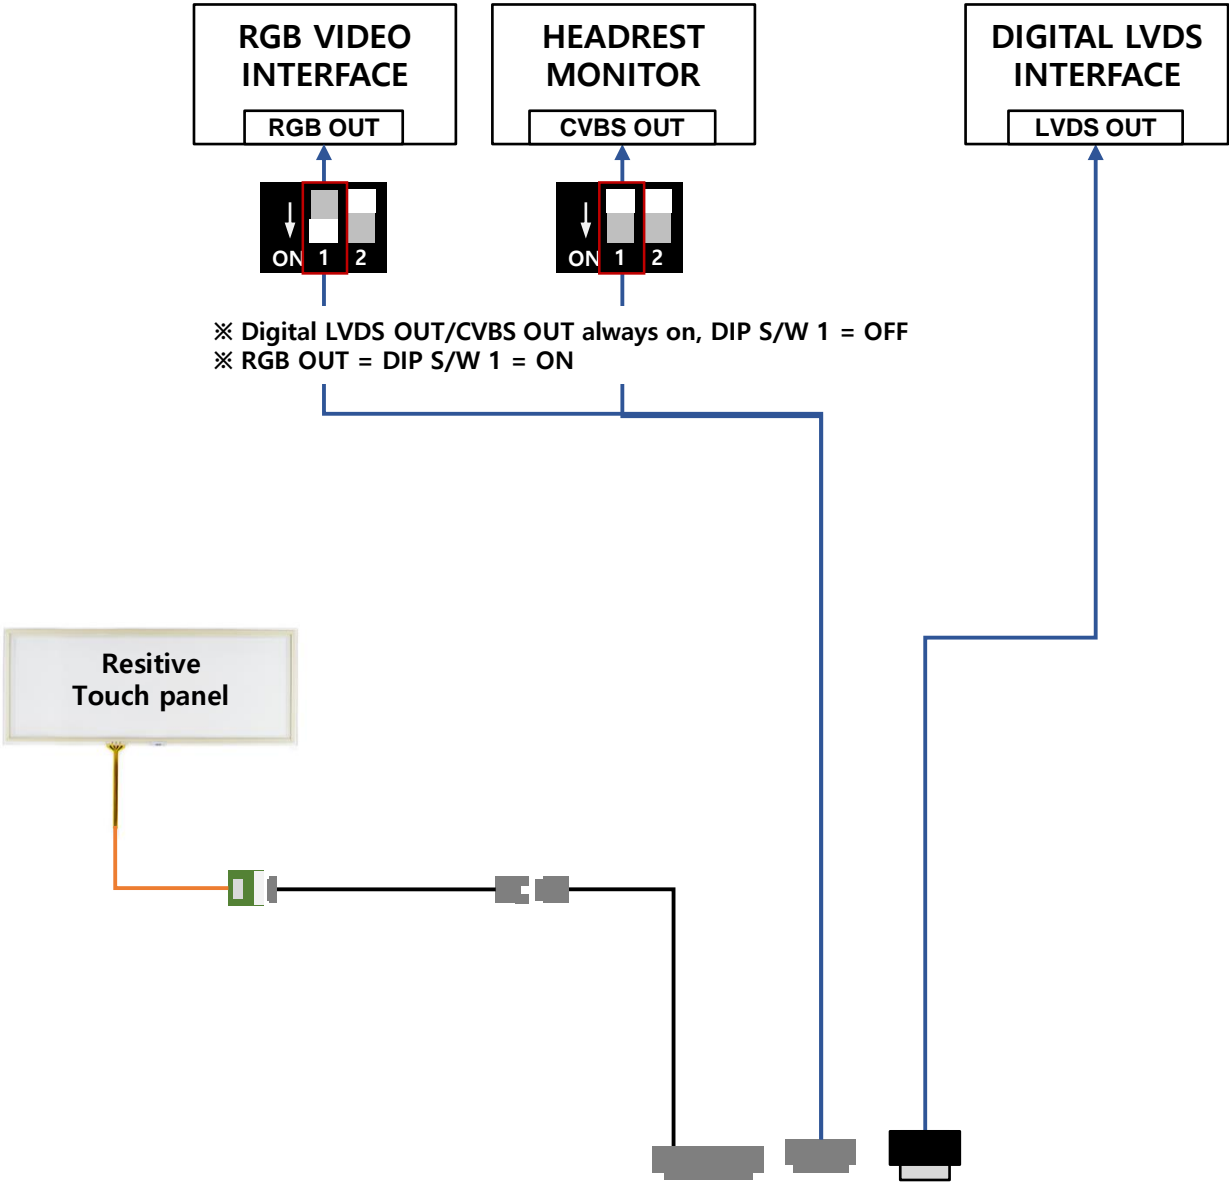 RGB VIDEO
INTERFACE
RGB OUT
HEADREST
MONITOR
CVBS OUT
DIGITAL LVDS
INTERFACE
LVDS OUT
ON 1 2
ON 1 2
※ Digital LVDS OUT/CVBS OUT always on, DIP S/W 1 = OFF
※ RGB OUT = DIP S/W 1 = ON
Resitive
Touch panel